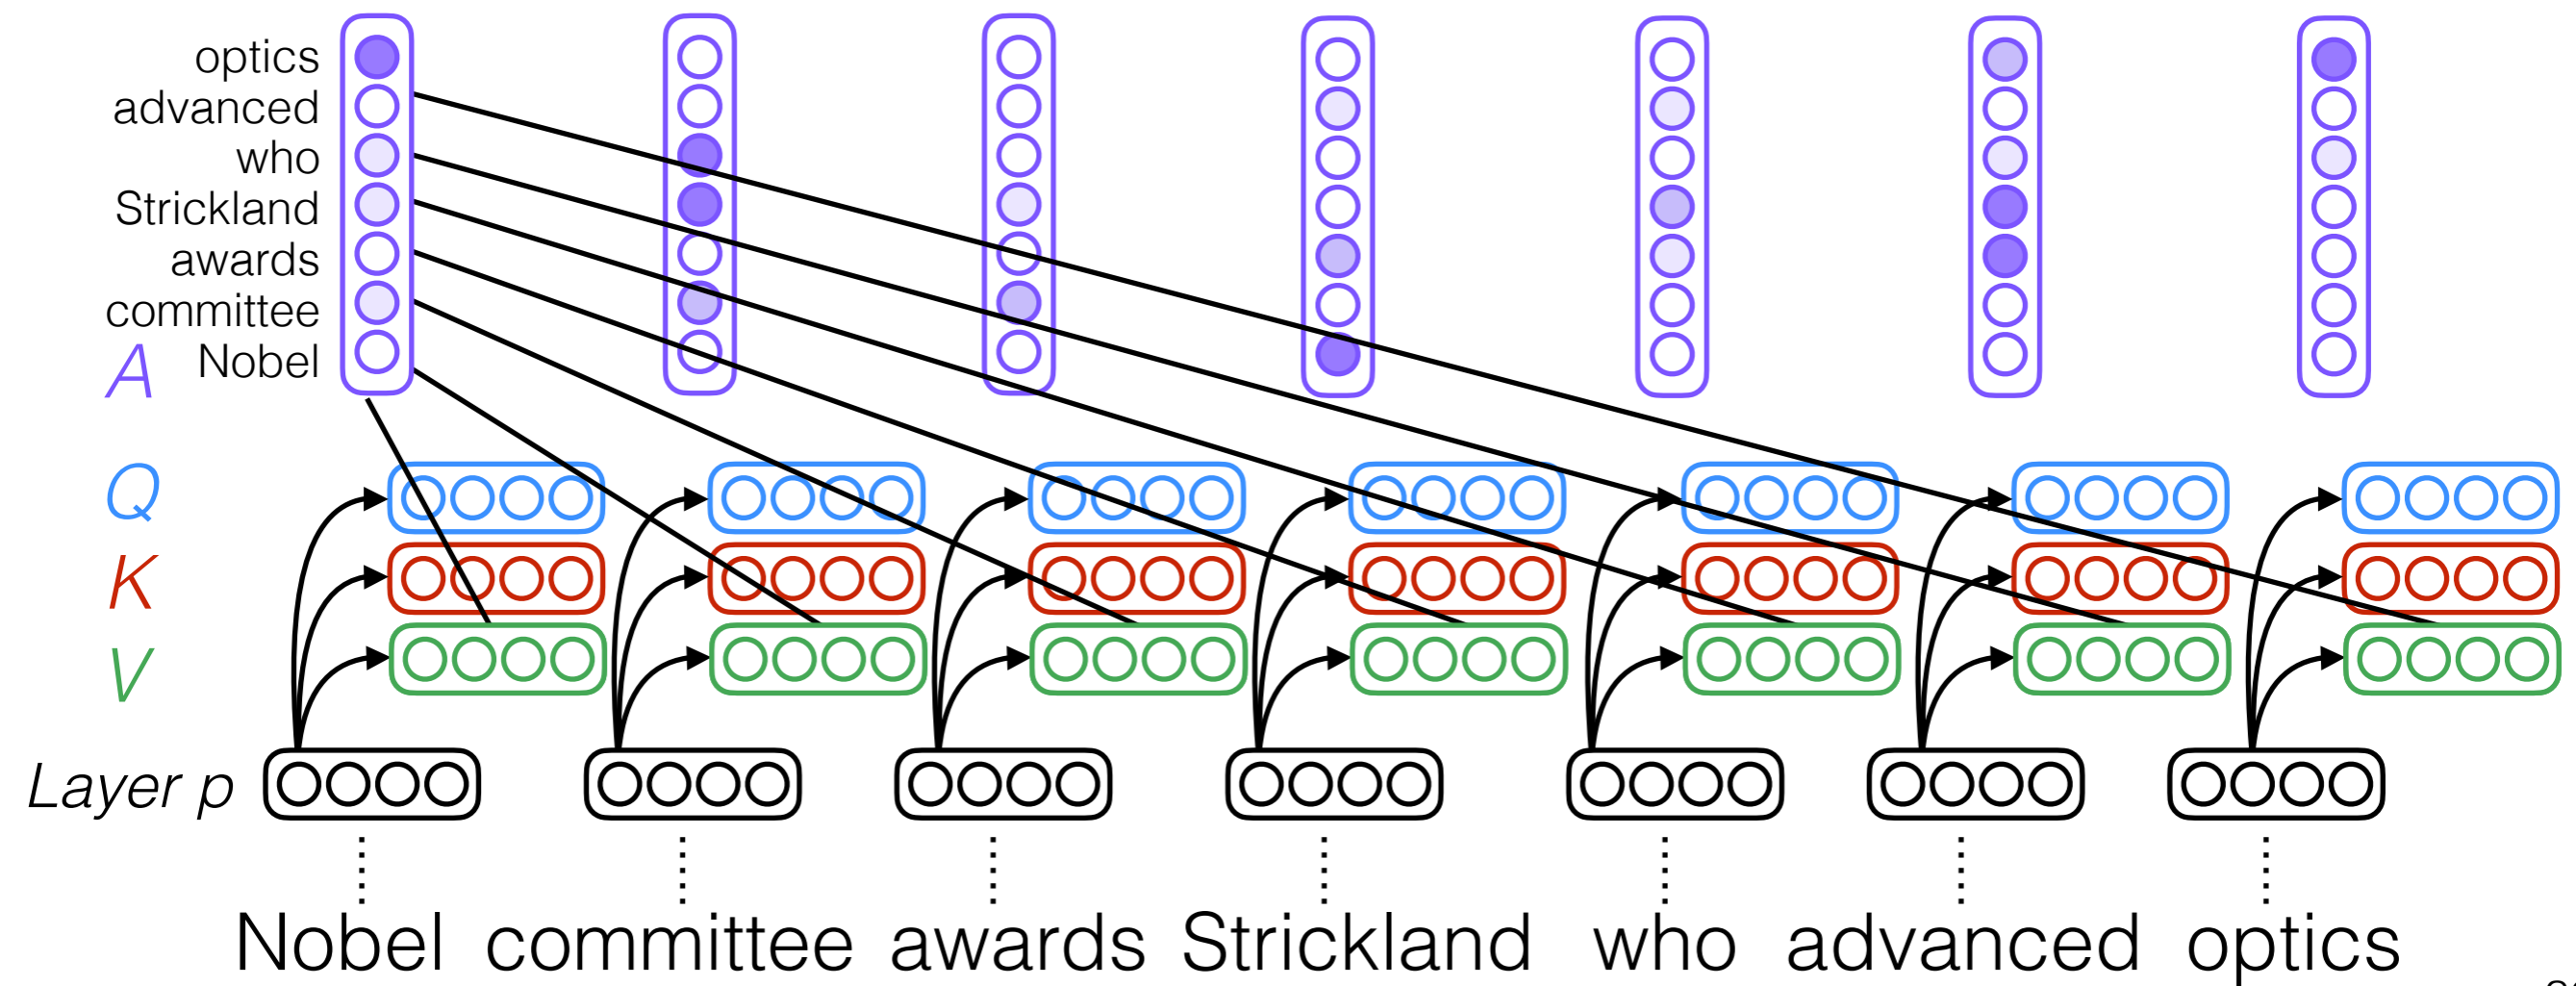 optics
advanced
who
Strickland
awards
committee
A Nobel
Q
K
V
Layer p
Nobel committee awards Strickland who advanced optics